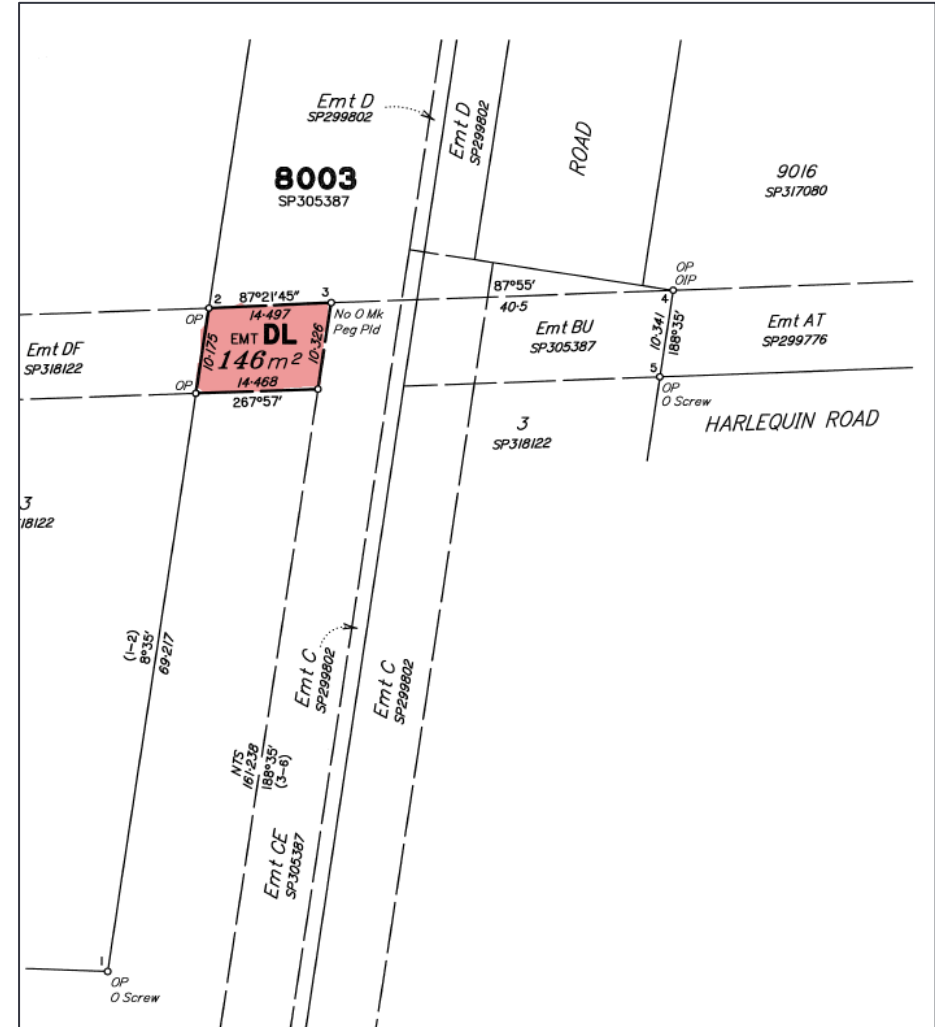 Emt D
SP299802
Emt D
SP299802
ROAD
8003
SP305387
9016
SP317080
OP
OIP
2
87°21'45"
3
87°55'
4
14·497
No O Mk
Peg Pld
40·5
OP
EMT DL
146 m²
10·175
10·326
Emt BU
SP305387
10·341
188°35'
Emt AT
SP299776
Emt DF
SP318122
14·468
OP
267°57'
5
OP
O Screw
3
SP318122
HARLEQUIN ROAD
3
18122
(1-2)
8°35'
69·217
Emt C
SP299802
Emt C
SP299802
NTS
161·238
188°35'
(3-6)
Emt CE
SP305387
1
OP
O Screw